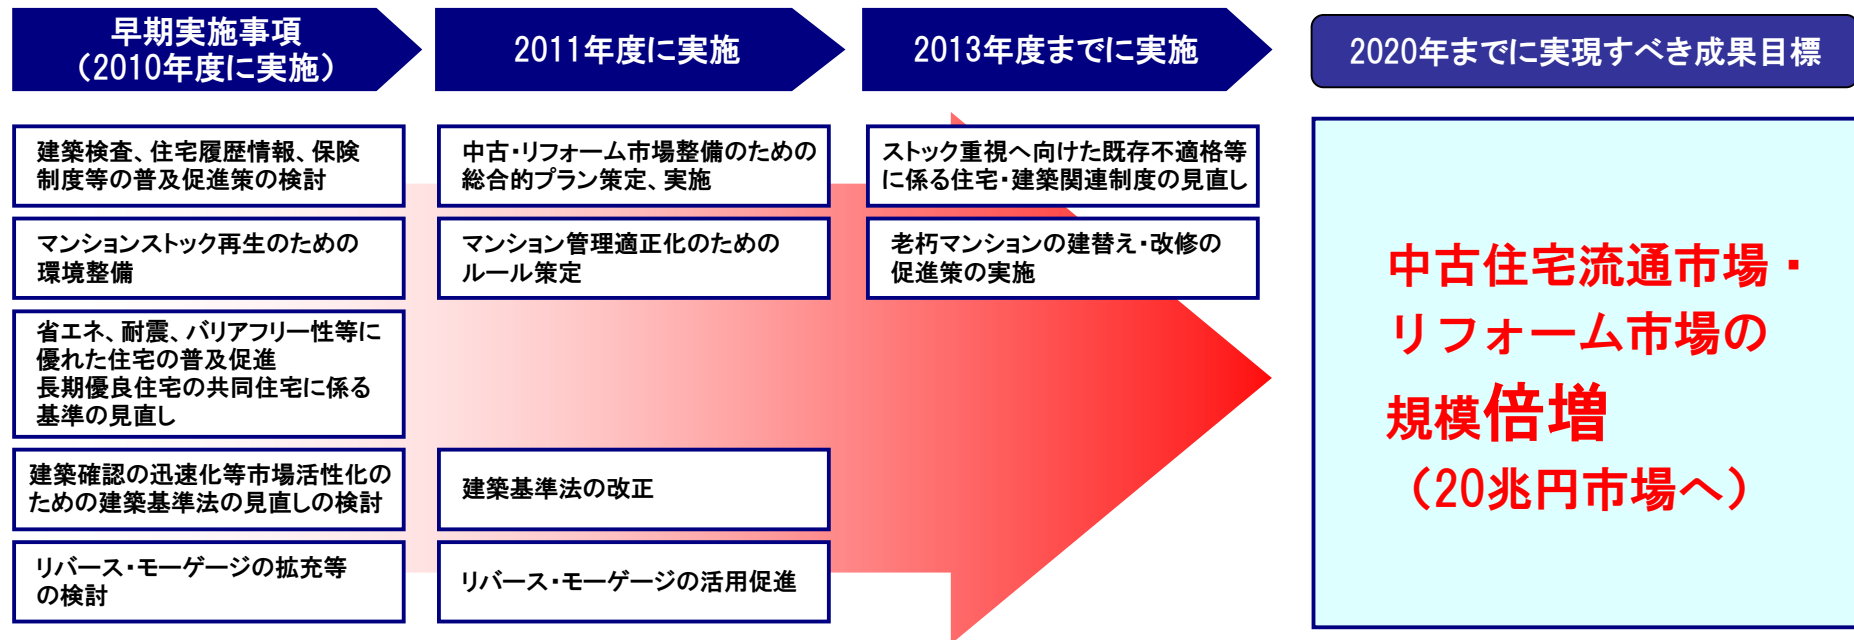 早期実施事項
（2010年度に実施）
2011年度に実施
2013年度までに実施
2020年までに実現すべき成果目標
建築検査、住宅履歴情報、保険
制度等の普及促進策の検討
マンションストック再生のための
環境整備
省エネ、耐震、バリアフリー性等に
優れた住宅の普及促進
長期優良住宅の共同住宅に係る
基準の見直し
建築確認の迅速化等市場活性化の
ための建築基準法の見直しの検討
リバース・モーゲージの拡充等
の検討
中古・リフォーム市場整備のための
総合的プラン策定、実施
マンション管理適正化のための
ルール策定
建築基準法の改正
リバース・モーゲージの活用促進
ストック重視へ向けた既存不適格等
に係る住宅・建築関連制度の見直し
老朽マンションの建替え・改修の
促進策の実施
中古住宅流通市場・
リフォーム市場の
規模倍増
（20兆円市場へ）